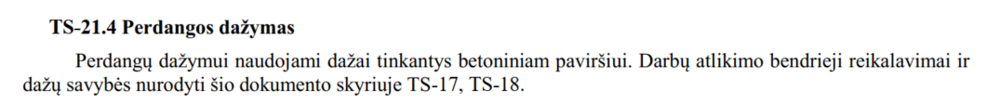 TS-21.4 Perdangos dažymas
Perdangų dažymui naudojami dažai tinkantys betoniniam paviršiui. Darbų atlikimo bendrieji reikalavimai ir
dažų savybės nurodyti šio dokumento skyriuje TS-17, TS-18.